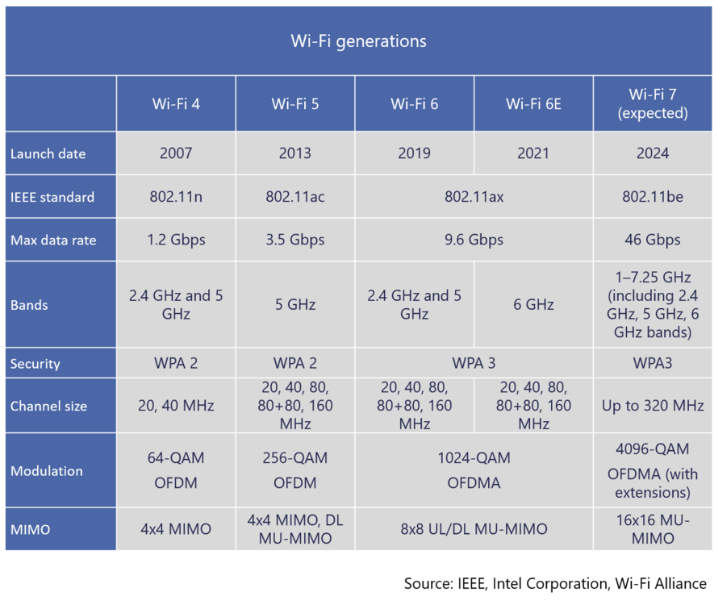 Wi-Fi generations
Wi-Fi 4 Wi-Fi 5 Wi-Fi 6 Wi-Fi 6E Wi-Fi 7
(expected)
Launch date 2007 2013 2019 2021 2024
IEEE standard 802.11n 802.11ac 802.11ax 802.11be
Max data rate 1.2 Gbps 3.5 Gbps 9.6 Gbps 46 Gbps
Bands
2.4 GHz and 5
GHz
5 GHz
2.4 GHz and 5
GHz
6 GHz
1–7.25 GHz
(including 2.4
GHz, 5 GHz, 6
GHz bands)
Security WPA 2 WPA 2 WPA 3 WPA3
Channel size
20, 40 MHz
20, 40, 80,
80+80, 160
MHz
20, 40, 80,
80+80, 160
MHz
20, 40, 80,
80+80, 160
MHz
Up to 320 MHz
Modulation
64-QAM
OFDM
256-QAM
OFDM
1024-QAM
OFDMA
4096-QAM
OFDMA (with
extensions)
MIMO
4x4 MIMO
4x4 MIMO, DL
MU-MIMO
8x8 UL/DL MU-MIMO
16x16 MU-
MIMO
Source: IEEE, Intel Corporation, Wi-Fi Alliance